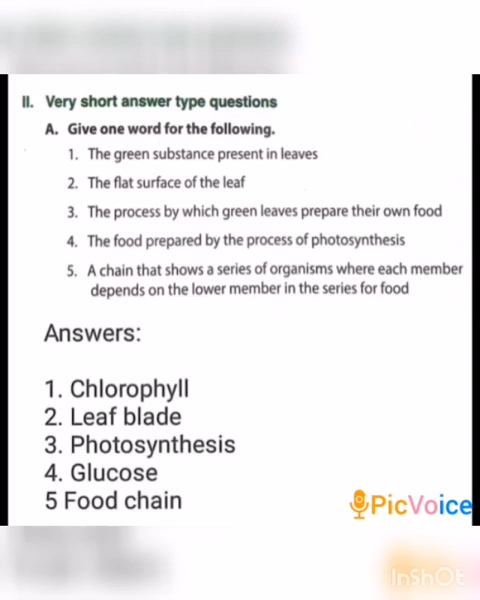 II. Very short answer type questions
A. Give one word for the following.
1. The green substance present in leaves
2. The flat surface of the leaf
3. The process by which green leaves prepare their own food
4. The food prepared by the process of photosynthesis
5. A chain that shows a series of organisms where each member
depends on the lower member in the series for food
Answers:
1. Chlorophyll
2. Leaf blade
3. Photosynthesis
4. Glucose
5 Food chain
PicVoice
InShOt